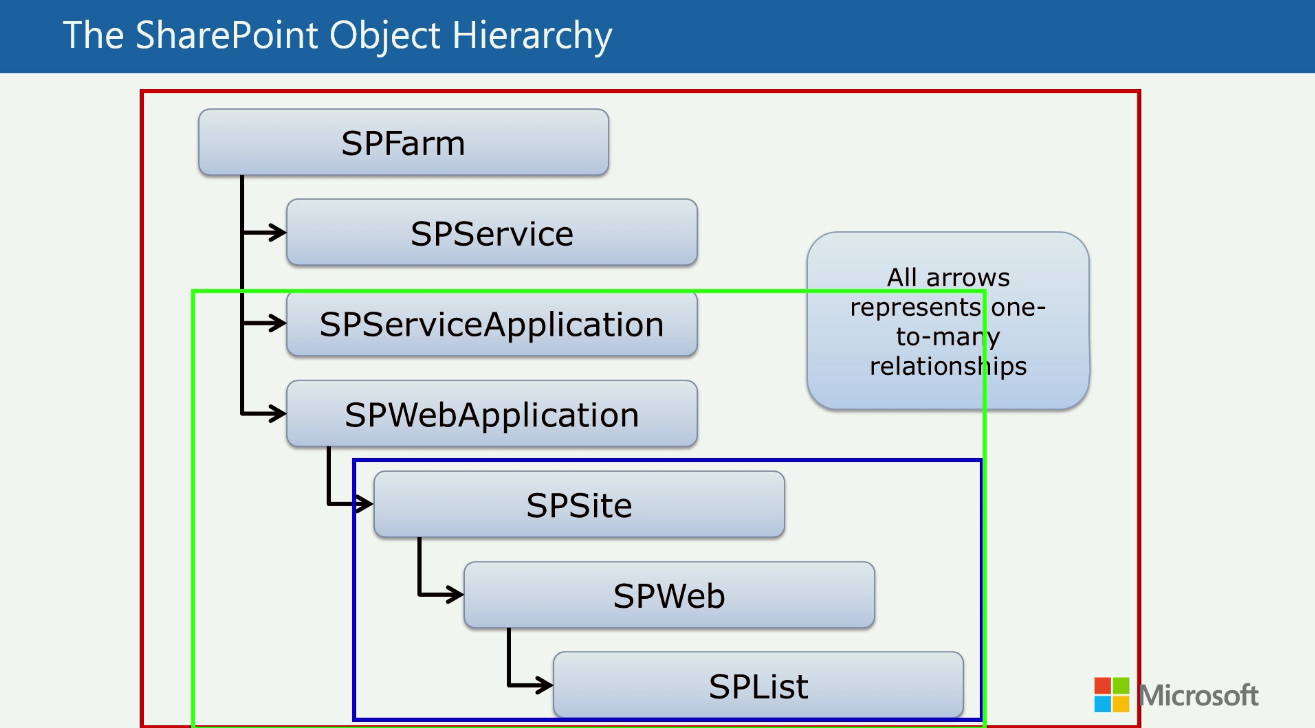 The SharePoint Object Hierarchy
SPFarm
SPService
SPServiceApplication
SPWebApplication
SPSite
SPWeb
SPList
All arrows
represents one-
to-many
relationships
Microsoft